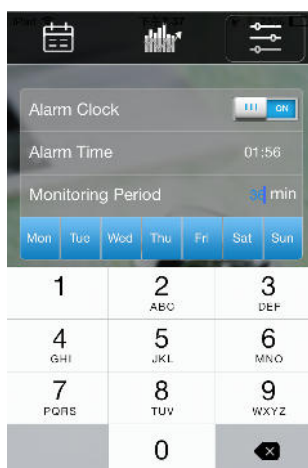 Alarm Clock ON
Alarm Time 01:56
Monitoring Period min
Mon Tue Wed Thu Fri Sat Sun
1 2 3
ABC DEF
4 5 6
GHI JKL MNO
7 8 9
PQRS TUV WXYZ
0